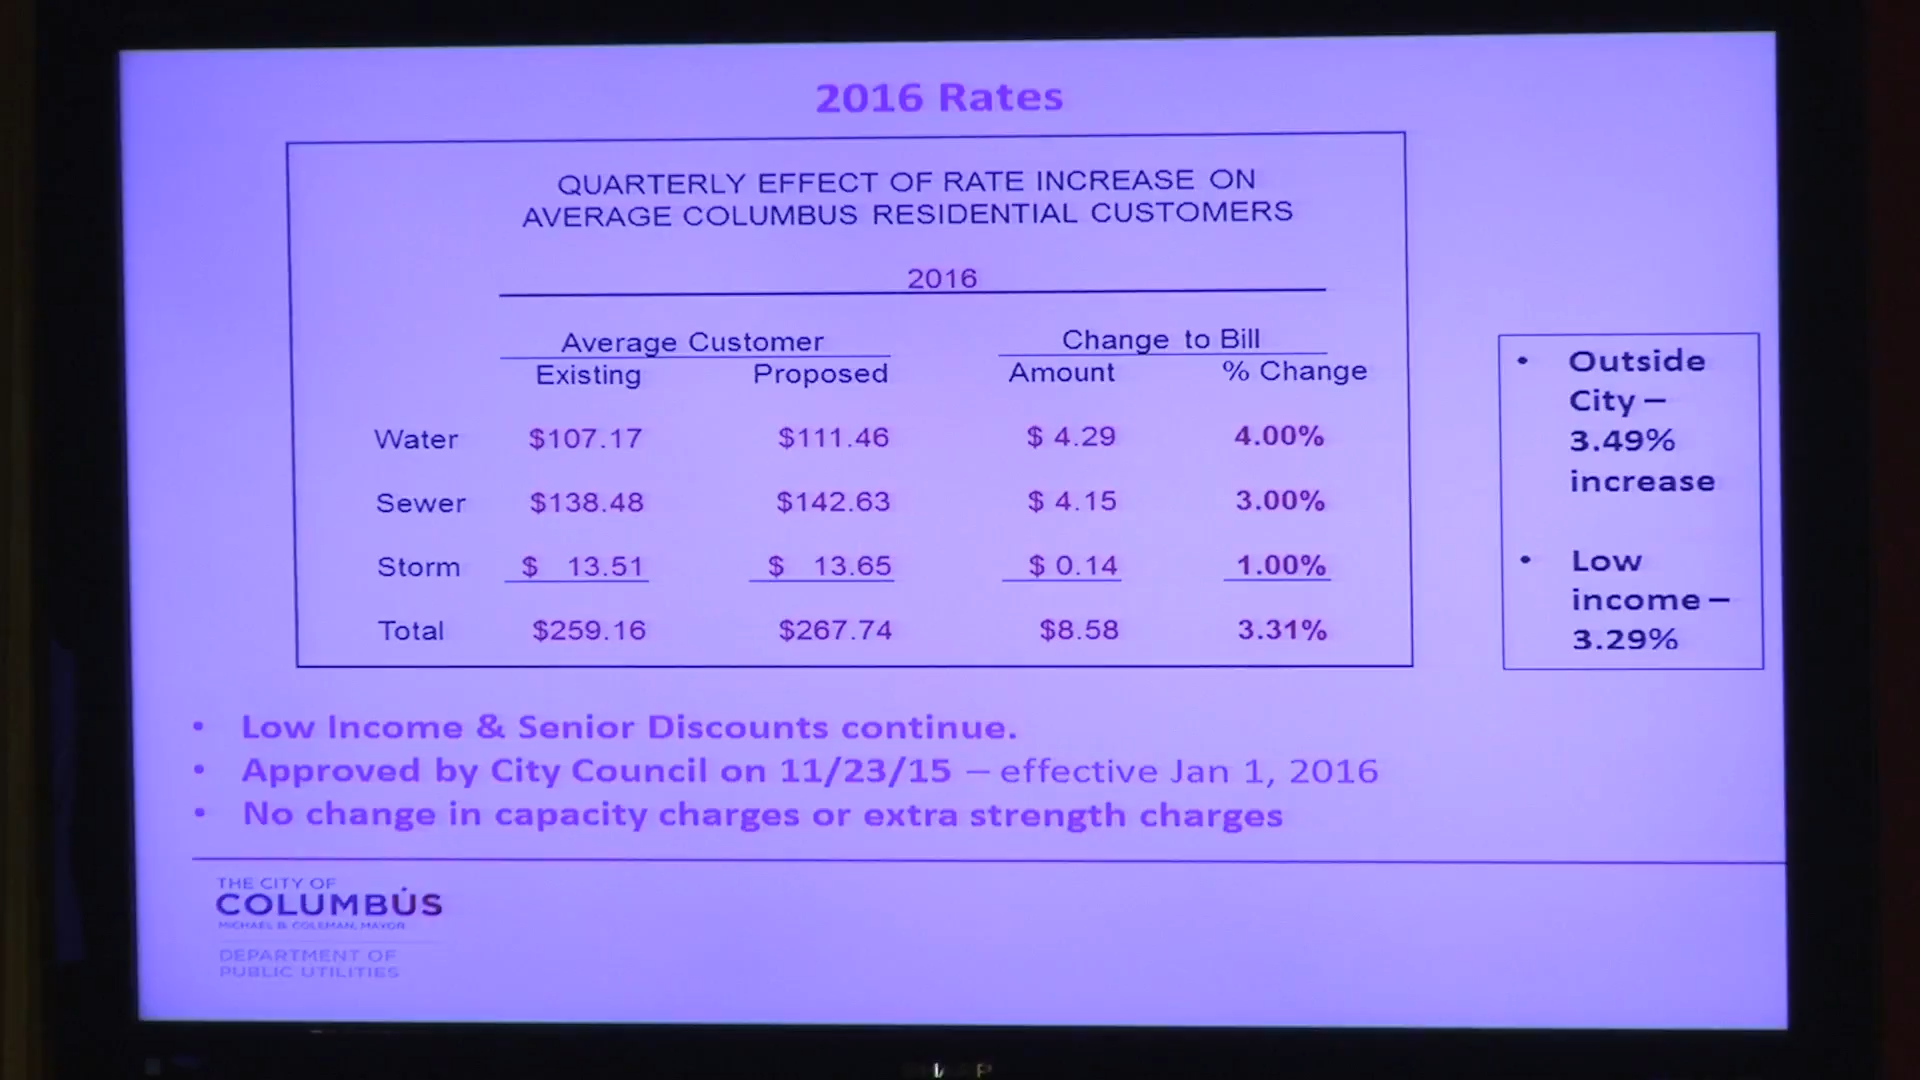 2016 Rates
QUARTERLY EFFECT OF RATE INCREASE ON
AVERAGE COLUMBUS RESIDENTIAL CUSTOMERS
2016
Average Customer Change to Bill
Existing Proposed Amount % Change
Water $107.17 $111.46 $ 4.29 4.00%
Sewer $138.48 $142.63 $ 4.15 3.00%
Storm $ 13.51 $ 13.65 $ 0.14 1.00%
Total $259.16 $267.74 $8.58 3.31%
• Outside
City –
3.49%
increase
• Low
income –
3.29%
• Low Income & Senior Discounts continue.
• Approved by City Council on 11/23/15 – effective Jan 1, 2016
• No change in capacity charges or extra strength charges
THE CITY OF
COLUMBUS
MICHAEL B. COLEMAN, MAYOR
DEPARTMENT OF
PUBLIC UTILITIES